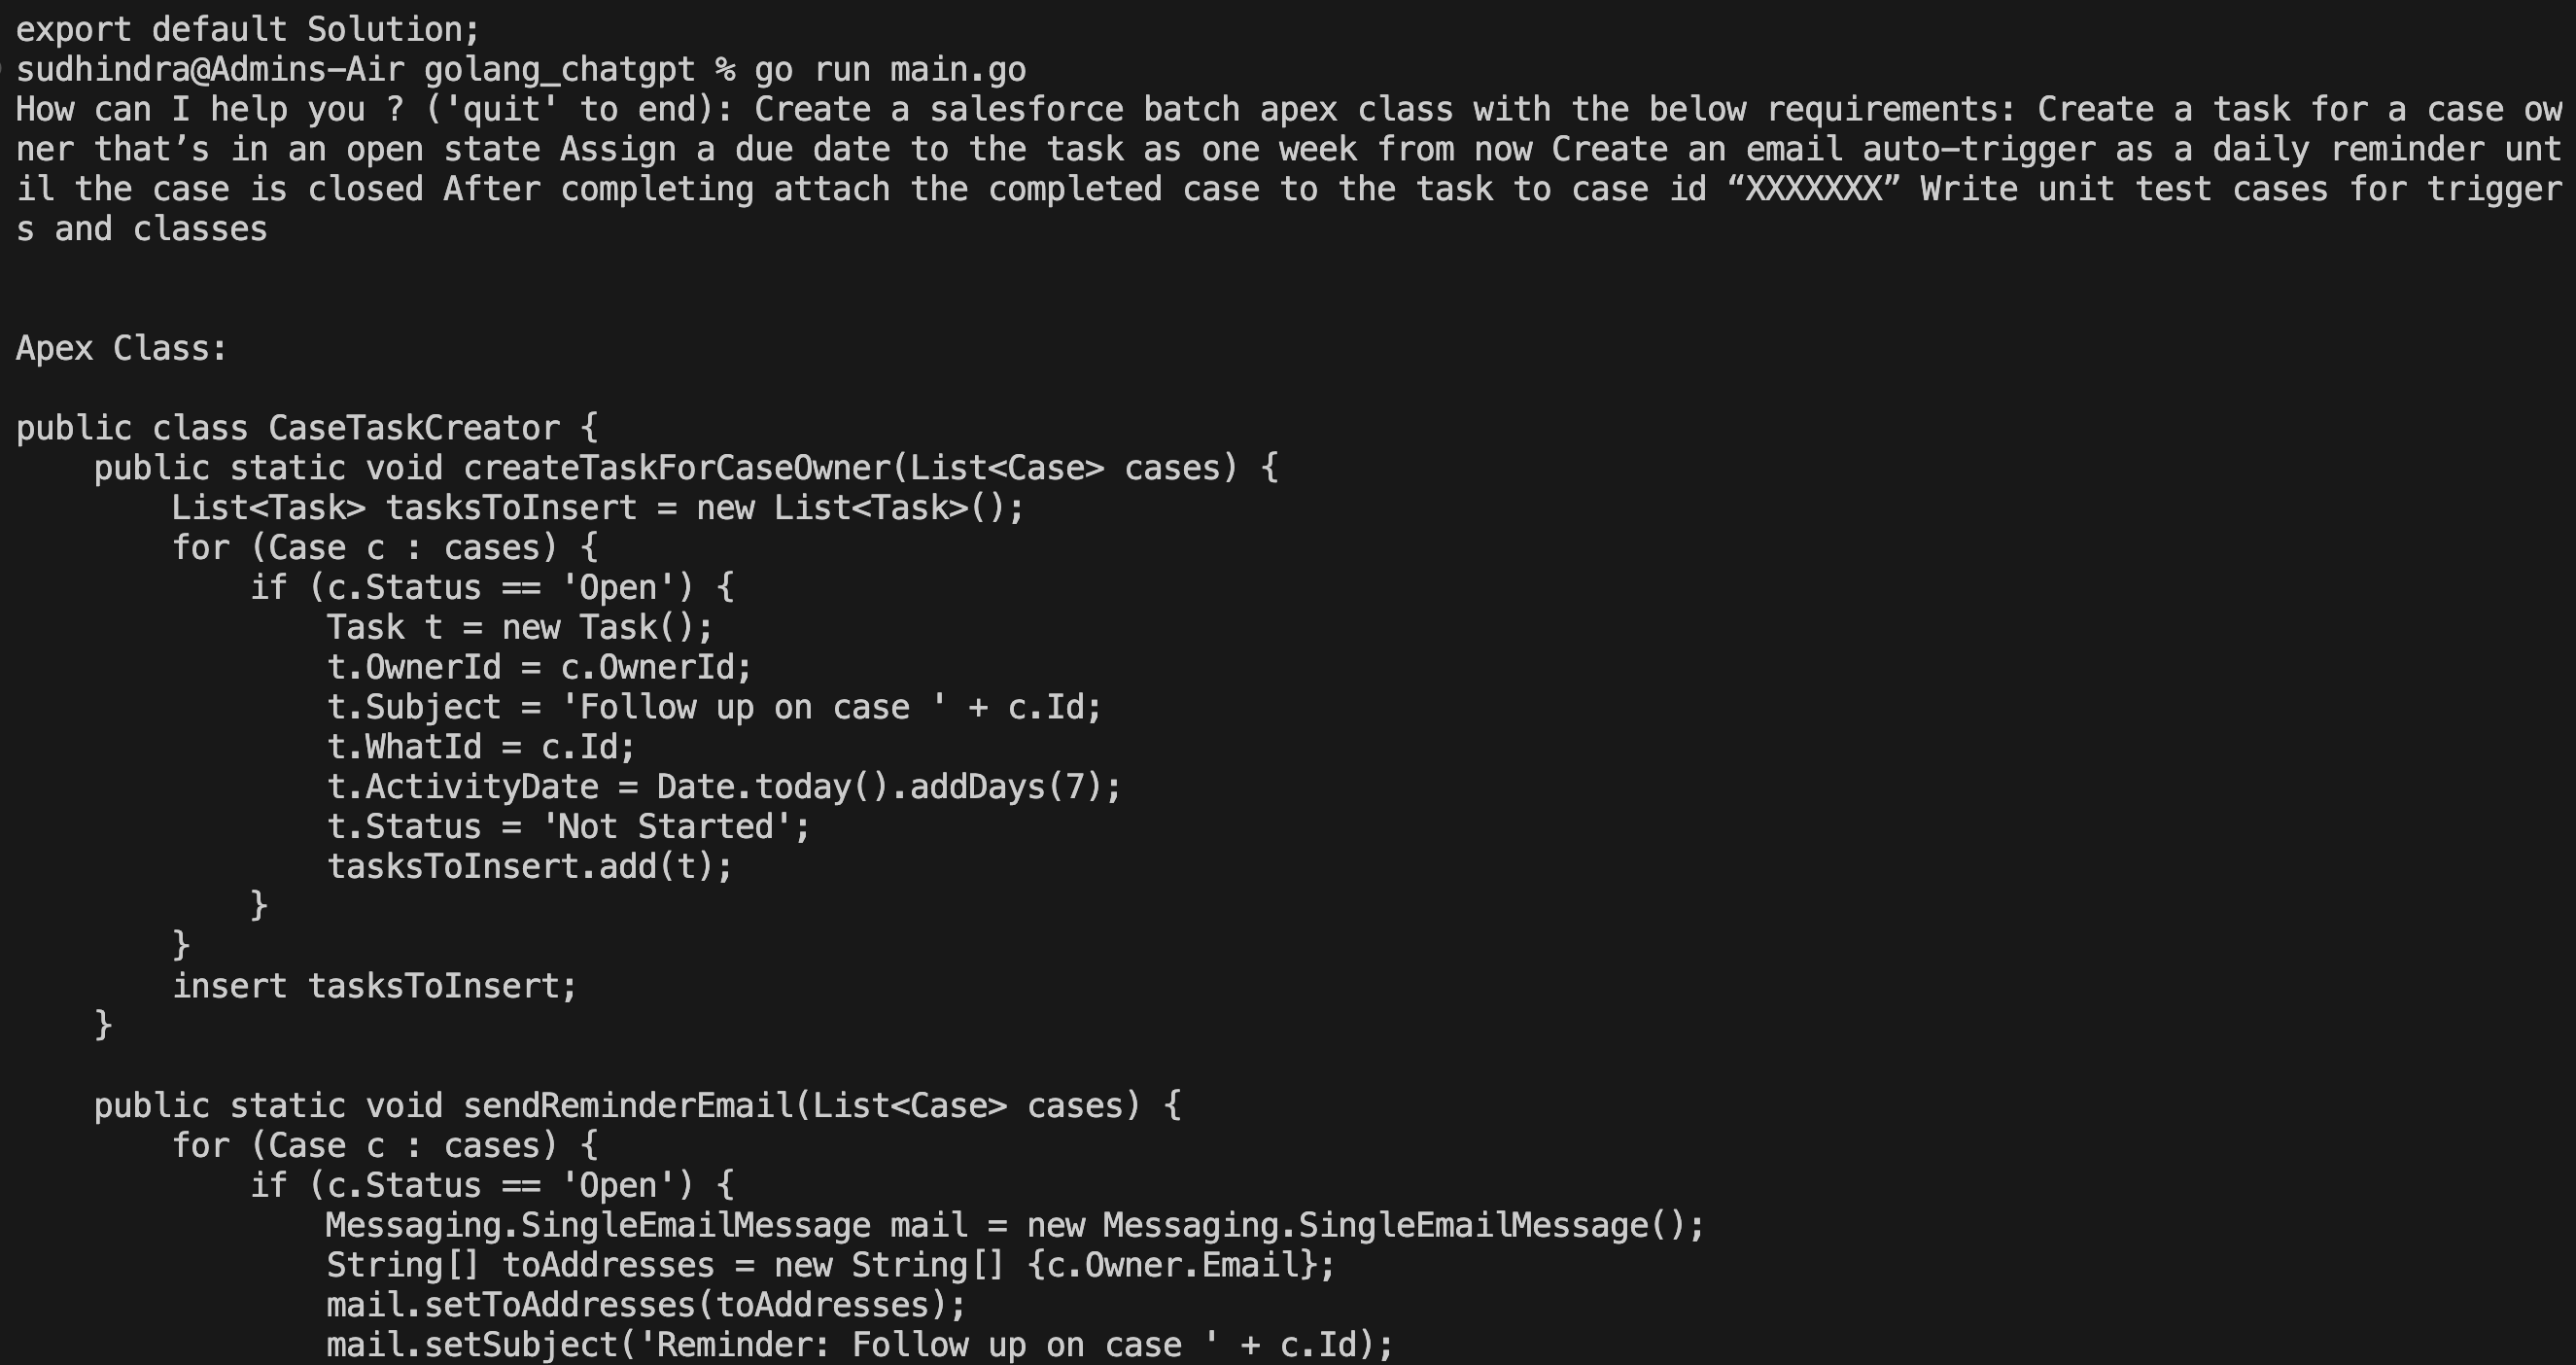 export default Solution;
sudhindra@Admins-Air golang_chatgpt % go run main.go
How can I help you ? ('quit' to end): Create a salesforce batch apex class with the below requirements: Create a task for a case ow
ner that’s in an open state Assign a due date to the task as one week from now Create an email auto-trigger as a daily reminder unt
il the case is closed After completing attach the completed case to the task to case id “XXXXXXX” Write unit test cases for trigger
s and classes
Apex Class:
public class CaseTaskCreator {
    public static void createTaskForCaseOwner(List<Case> cases) {
        List<Task> tasksToInsert = new List<Task>();
        for (Case c : cases) {
            if (c.Status == 'Open') {
                Task t = new Task();
                t.OwnerId = c.OwnerId;
                t.Subject = 'Follow up on case ' + c.Id;
                t.WhatId = c.Id;
                t.ActivityDate = Date.today().addDays(7);
                t.Status = 'Not Started';
                tasksToInsert.add(t);
            }
        }
        insert tasksToInsert;
    }
    public static void sendReminderEmail(List<Case> cases) {
        for (Case c : cases) {
            if (c.Status == 'Open') {
                Messaging.SingleEmailMessage mail = new Messaging.SingleEmailMessage();
                String[] toAddresses = new String[] {c.Owner.Email};
                mail.setToAddresses(toAddresses);
                mail.setSubject('Reminder: Follow up on case ' + c.Id);